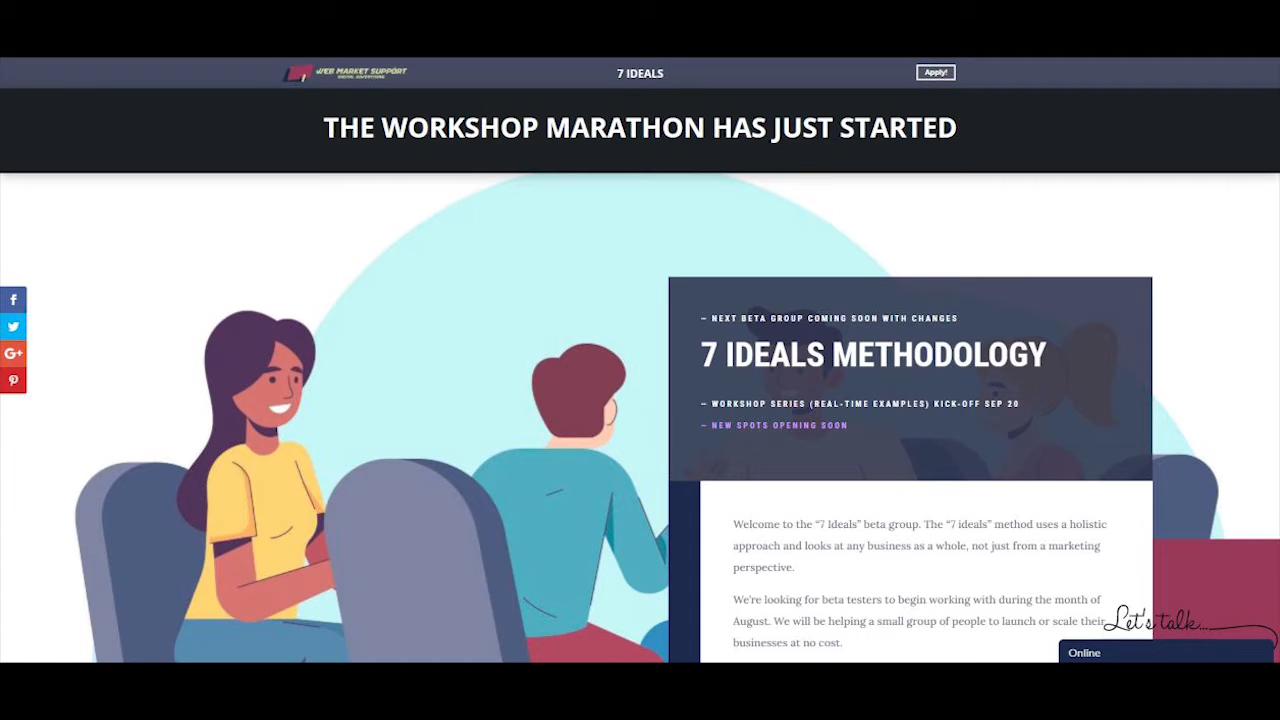 WEB MARKET SUPPORT
DIGITAL ADVERTISING
7 IDEALS
Apply!
THE WORKSHOP MARATHON HAS JUST STARTED
f
G+
– NEXT BETA GROUP COMING SOON WITH CHANGES
7 IDEALS METHODOLOGY
– WORKSHOP SERIES (REAL-TIME EXAMPLES) KICK-OFF SEP 20
– NEW SPOTS OPENING SOON
Welcome to the “7 Ideals” beta group. The “7 ideals” method uses a holistic
approach and looks at any business as a whole, not just from a marketing
perspective.
We're looking for beta testers to begin working with during the month of
August. We will be helping a small group of people to launch or scale their
businesses at no cost.
Let's talk...
Online